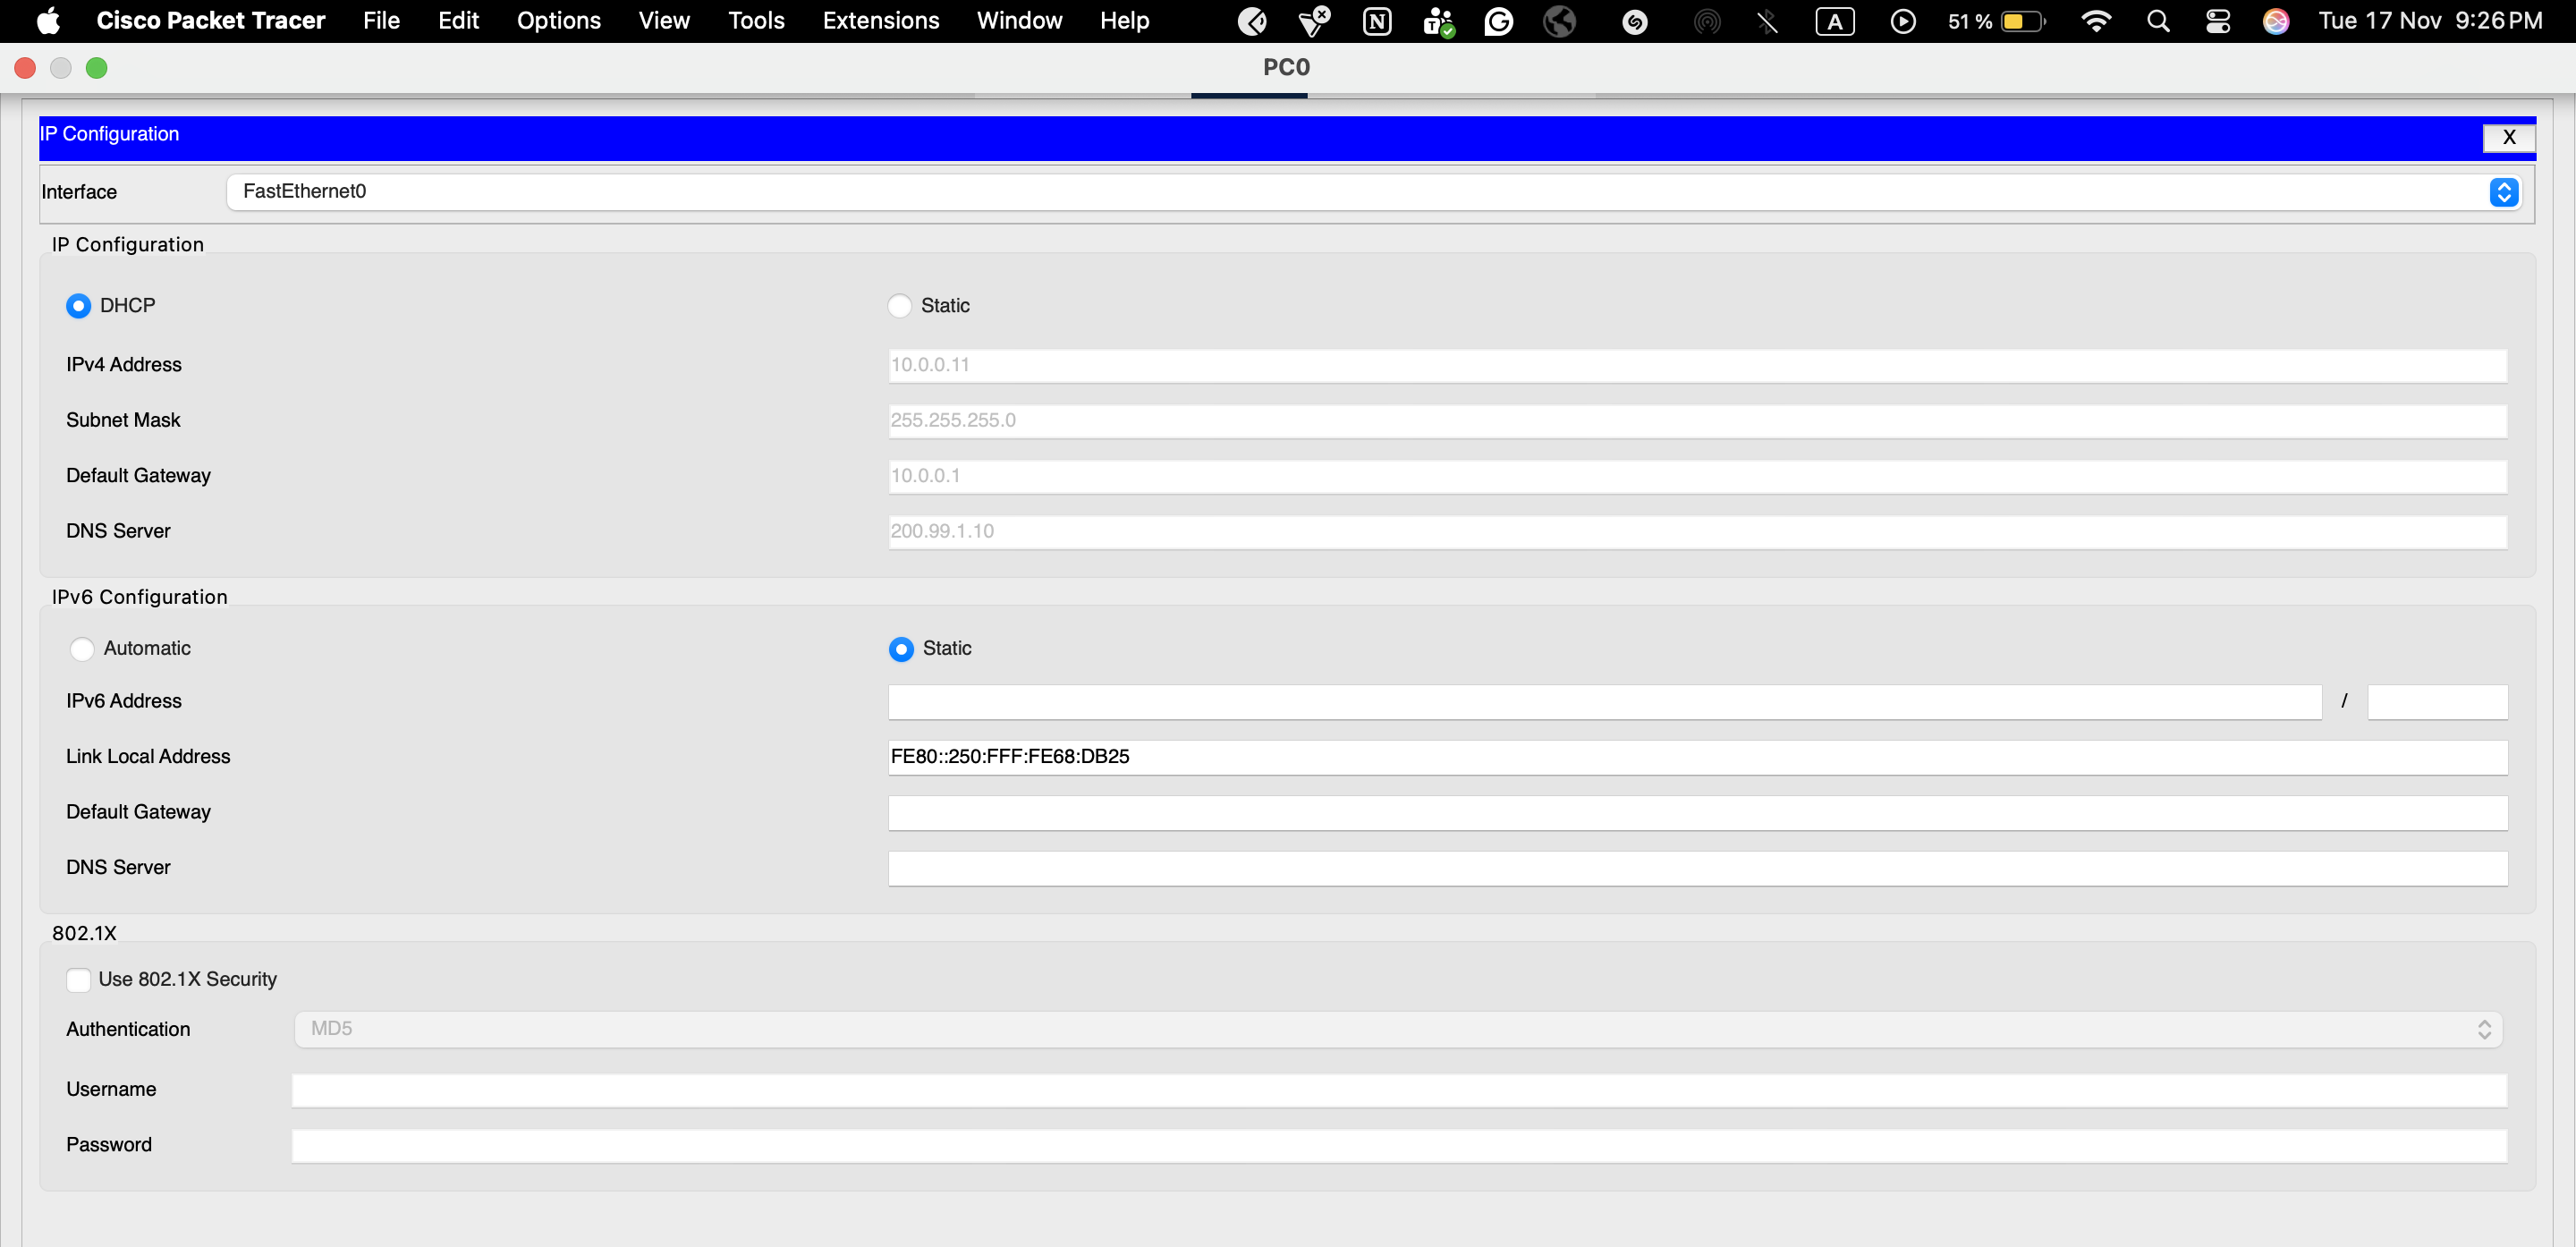 Cisco Packet Tracer File Edit Options View Tools Extensions Window Help A 51 % Tue 17 Nov 9:26 PM
PC0
IP Configuration X
Interface FastEthernet0
IP Configuration
DHCP Static
IPv4 Address 10.0.0.11
Subnet Mask 255.255.255.0
Default Gateway 10.0.0.1
DNS Server 200.99.1.10
IPv6 Configuration
Automatic Static
IPv6 Address /
Link Local Address FE80::250:FFF:FE68:DB25
Default Gateway
DNS Server
802.1X
Use 802.1X Security
Authentication MD5
Username
Password